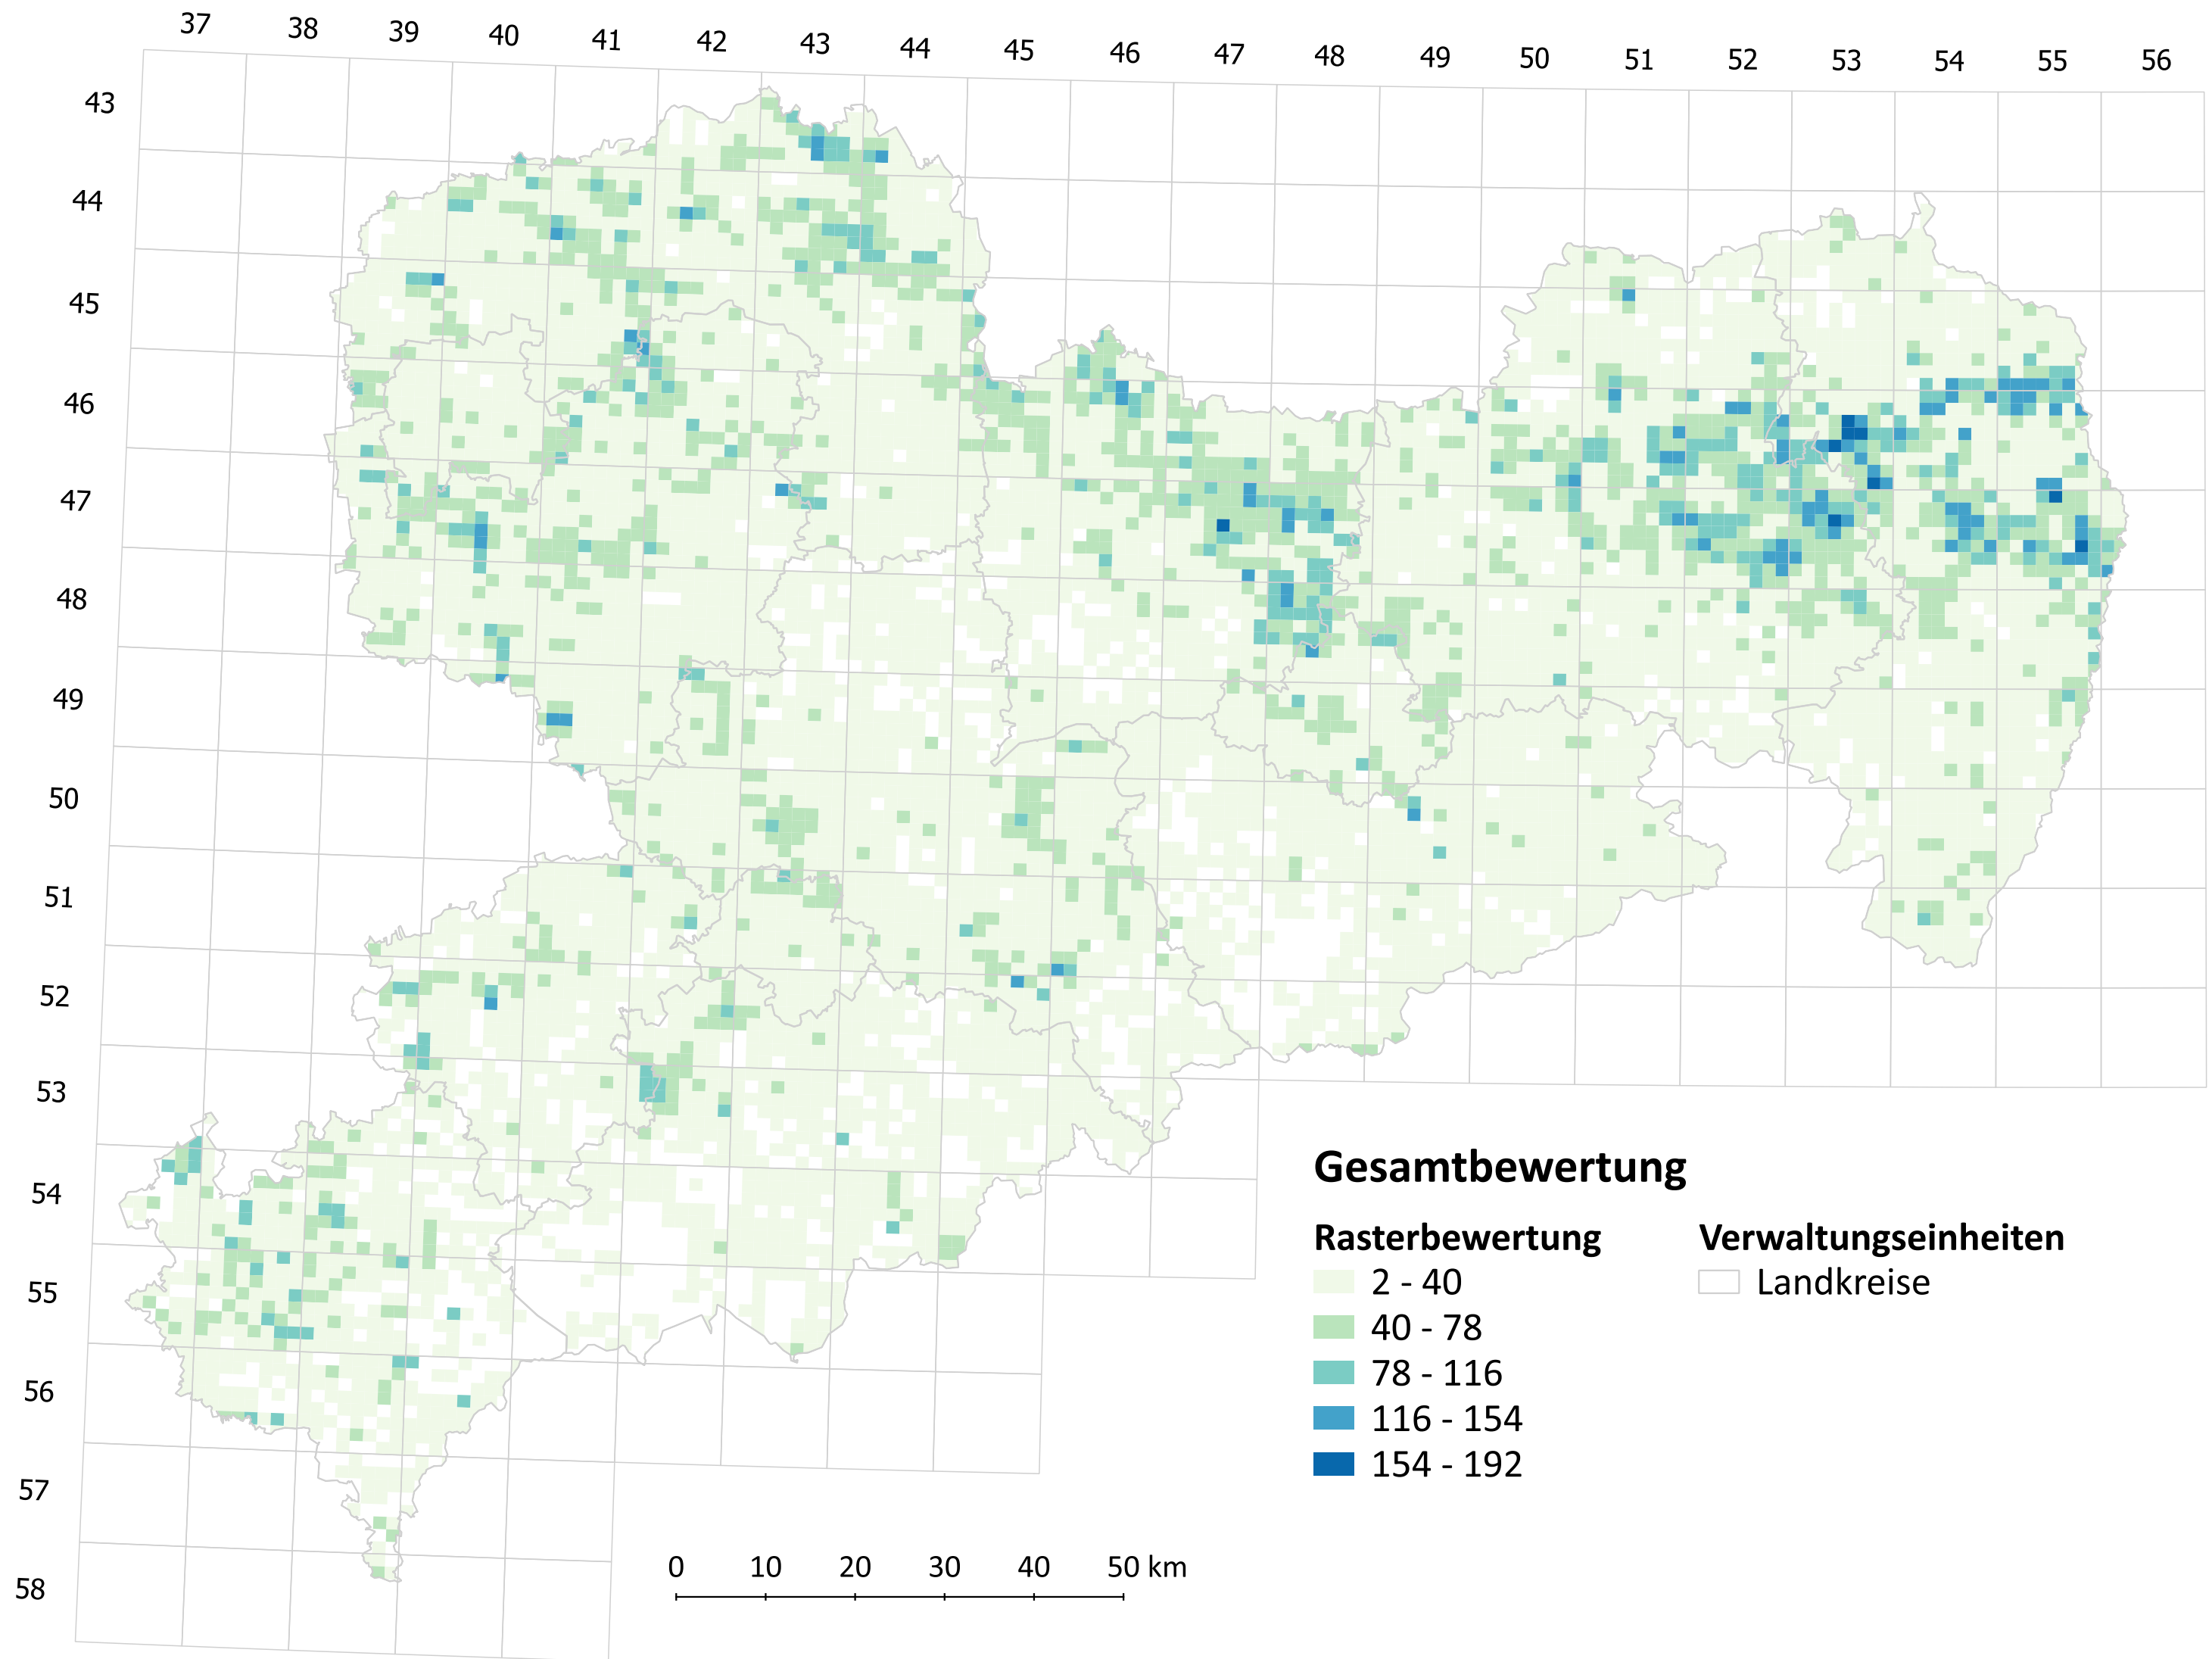 37 38 39 40 41 42 43 44 45 46 47 48 49 50 51 52 53 54 55 56
43
44
45
46
47
48
49
50
51
52
53
54
55
56
57
58
Gesamtbewertung
Rasterbewertung Verwaltungseinheiten
2 - 40 Landkreise
40 - 78
78 - 116
116 - 154
154 - 192
0 10 20 30 40 50 km